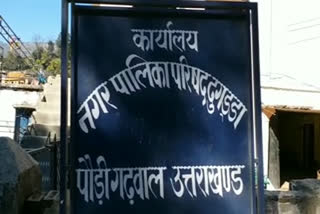 कार्यालय
नगर पालिका परिषद दुगड्डा
पौड़ी गढ़वाल उत्तराखण्ड